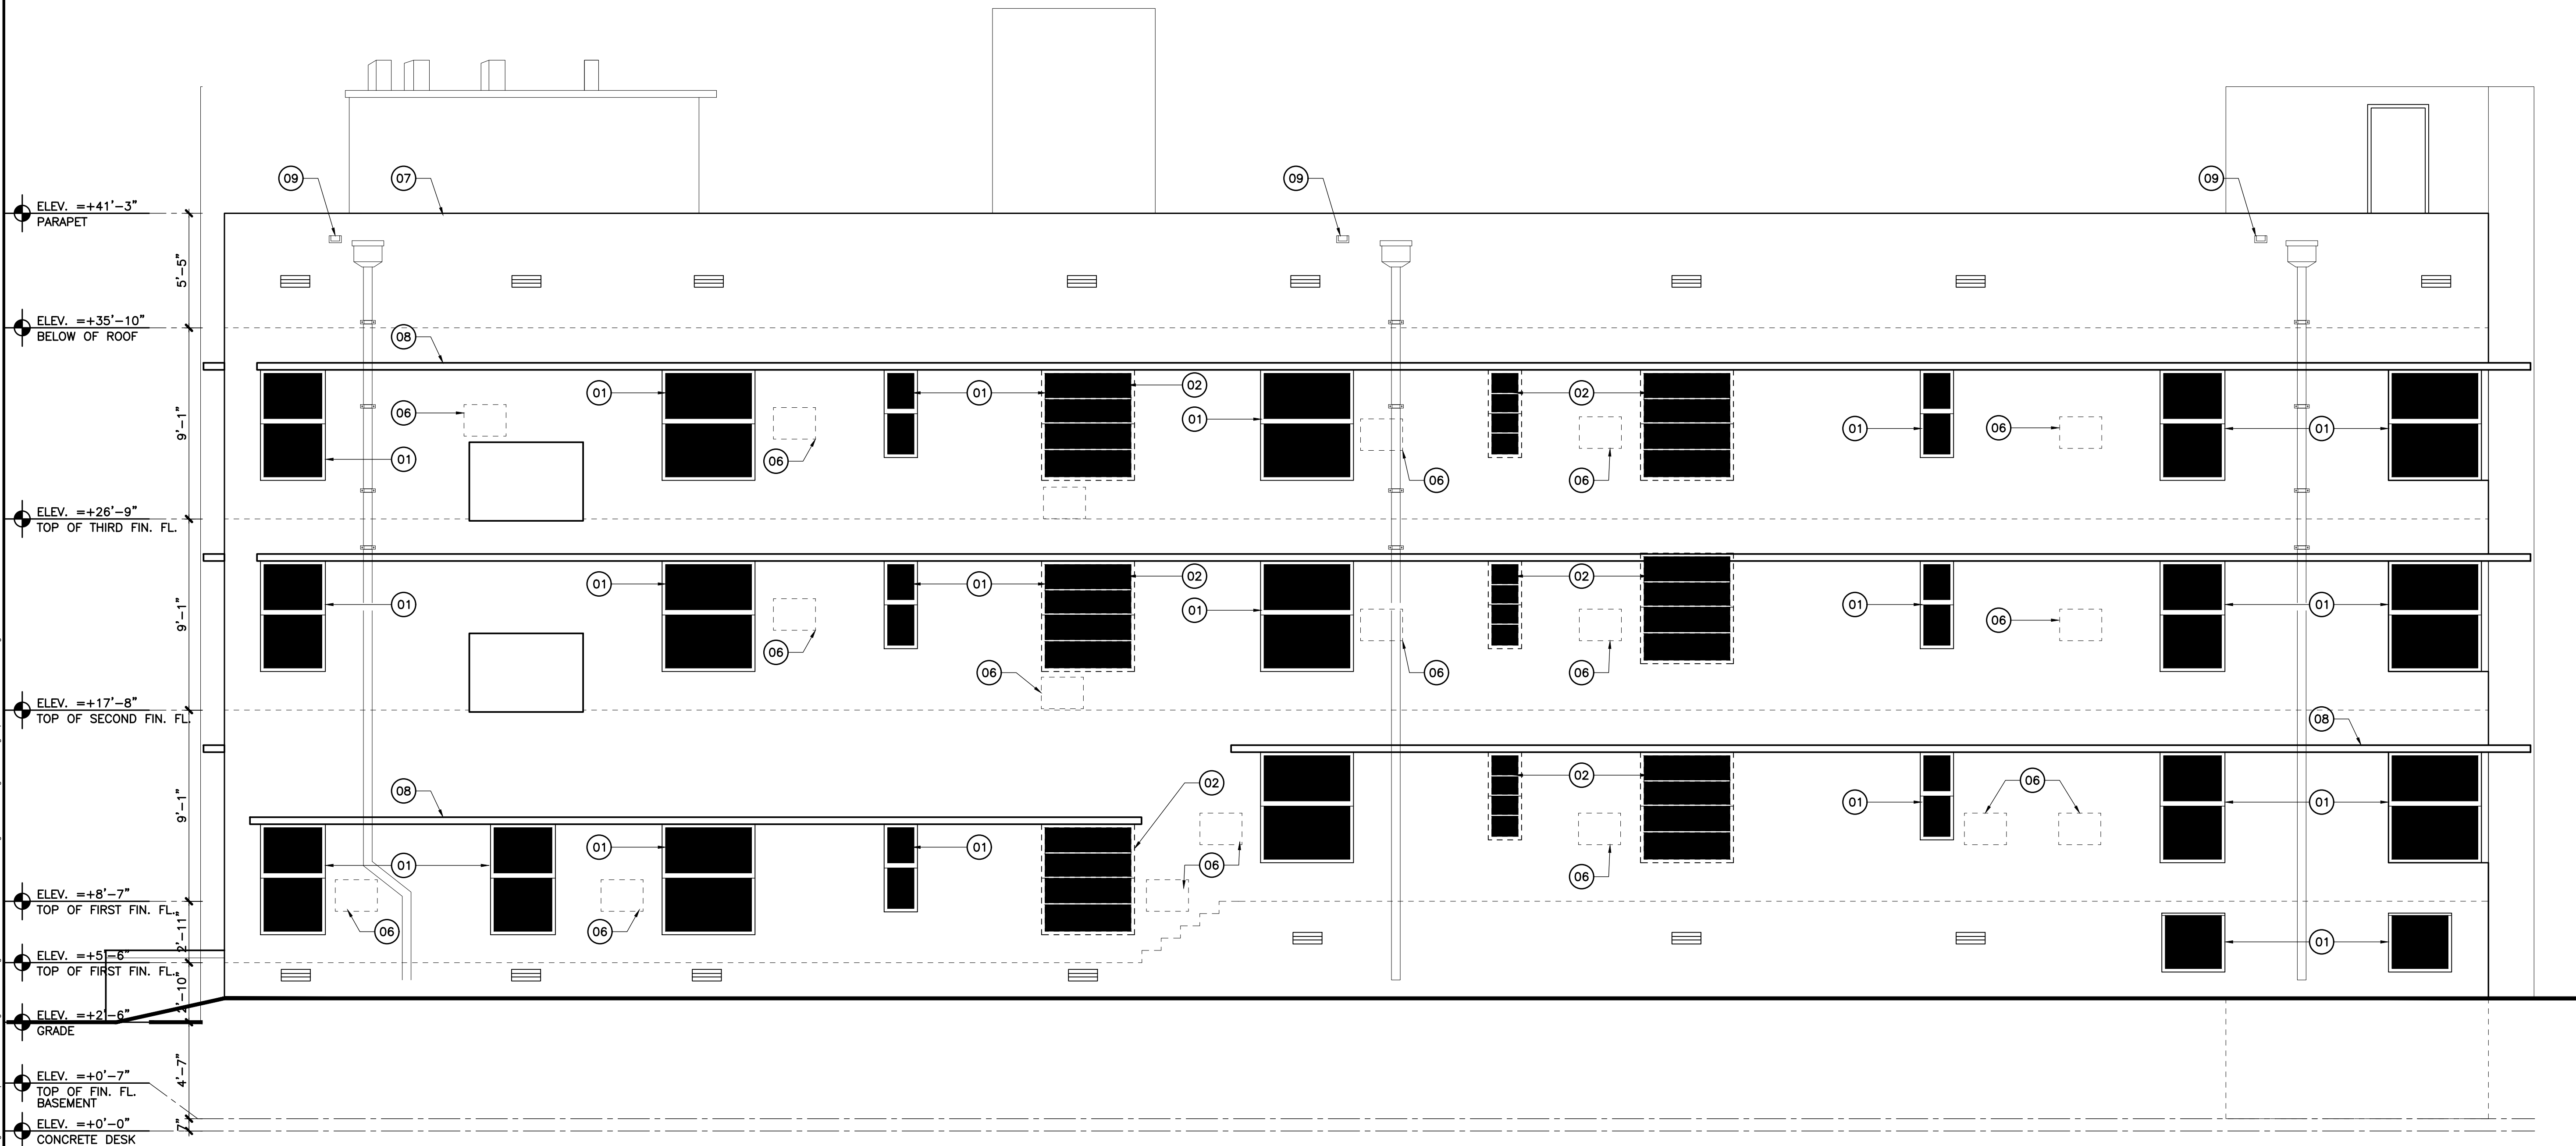 09
07
09
09
ELEV. =+41'-3"
PARAPET
5'-5"
ELEV. =+35'-10"
BELOW OF ROOF
08
9'-1"
06
01
01
06
01
02
01
06
02
06
01
06
01
ELEV. =+26'-9"
TOP OF THIRD FIN. FL.
9'-1"
01
01
06
01
02
01
06
06
02
06
01
06
01
ELEV. =+17'-8"
TOP OF SECOND FIN. FL.
08
9'-1"
08
02
02
01
06
01
01
01
01
06
06
ELEV. =+8'-7"
TOP OF FIRST FIN. FL.
2'-11"
06
06
01
ELEV. =+5'-6"
TOP OF FIRST FIN. FL.
2'-10"
ELEV. =+2'-6"
GRADE
4'-7"
ELEV. =+0'-7"
TOP OF FIN. FL.
BASEMENT
7"
ELEV. =+0'-0"
CONCRETE DESK